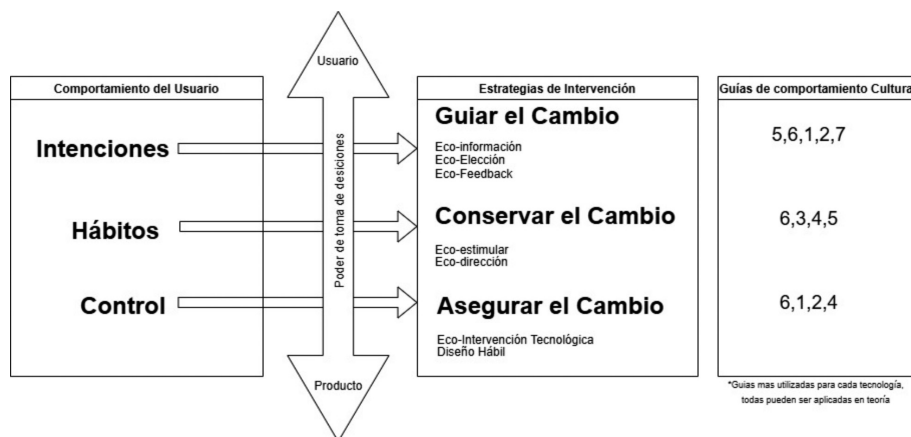 Usuario
Comportamiento del Usuario
Estrategias de Intervención
Guías de comportamiento Cultura
Intenciones
Guiar el Cambio
Eco-información
Eco-Elección
Eco-Feedback
5,6,1,2,7
Poder de toma de desiciones
Hábitos
Conservar el Cambio
Eco-estimular
Eco-dirección
6,3,4,5
Control
Asegurar el Cambio
Eco-Intervención Tecnológica
Diseño Hábil
6,1,2,4
Producto
*Guias mas utilizadas para cada tecnología,
todas pueden ser aplicadas en teoría